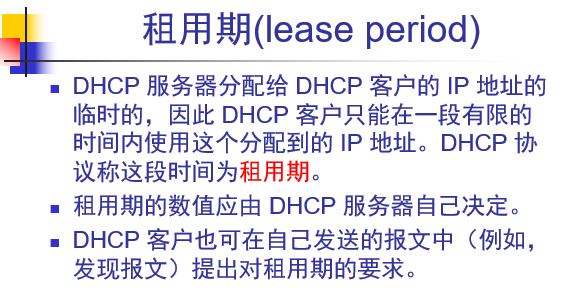 租用期(lease period)
DHCP 服务器分配给 DHCP 客户的 IP 地址的
临时的，因此 DHCP 客户只能在一段有限的
时间内使用这个分配到的 IP 地址。DHCP 协
议称这段时间为租用期。
租用期的数值应由 DHCP 服务器自己决定。
DHCP 客户也可在自己发送的报文中（例如，
发现报文）提出对租用期的要求。